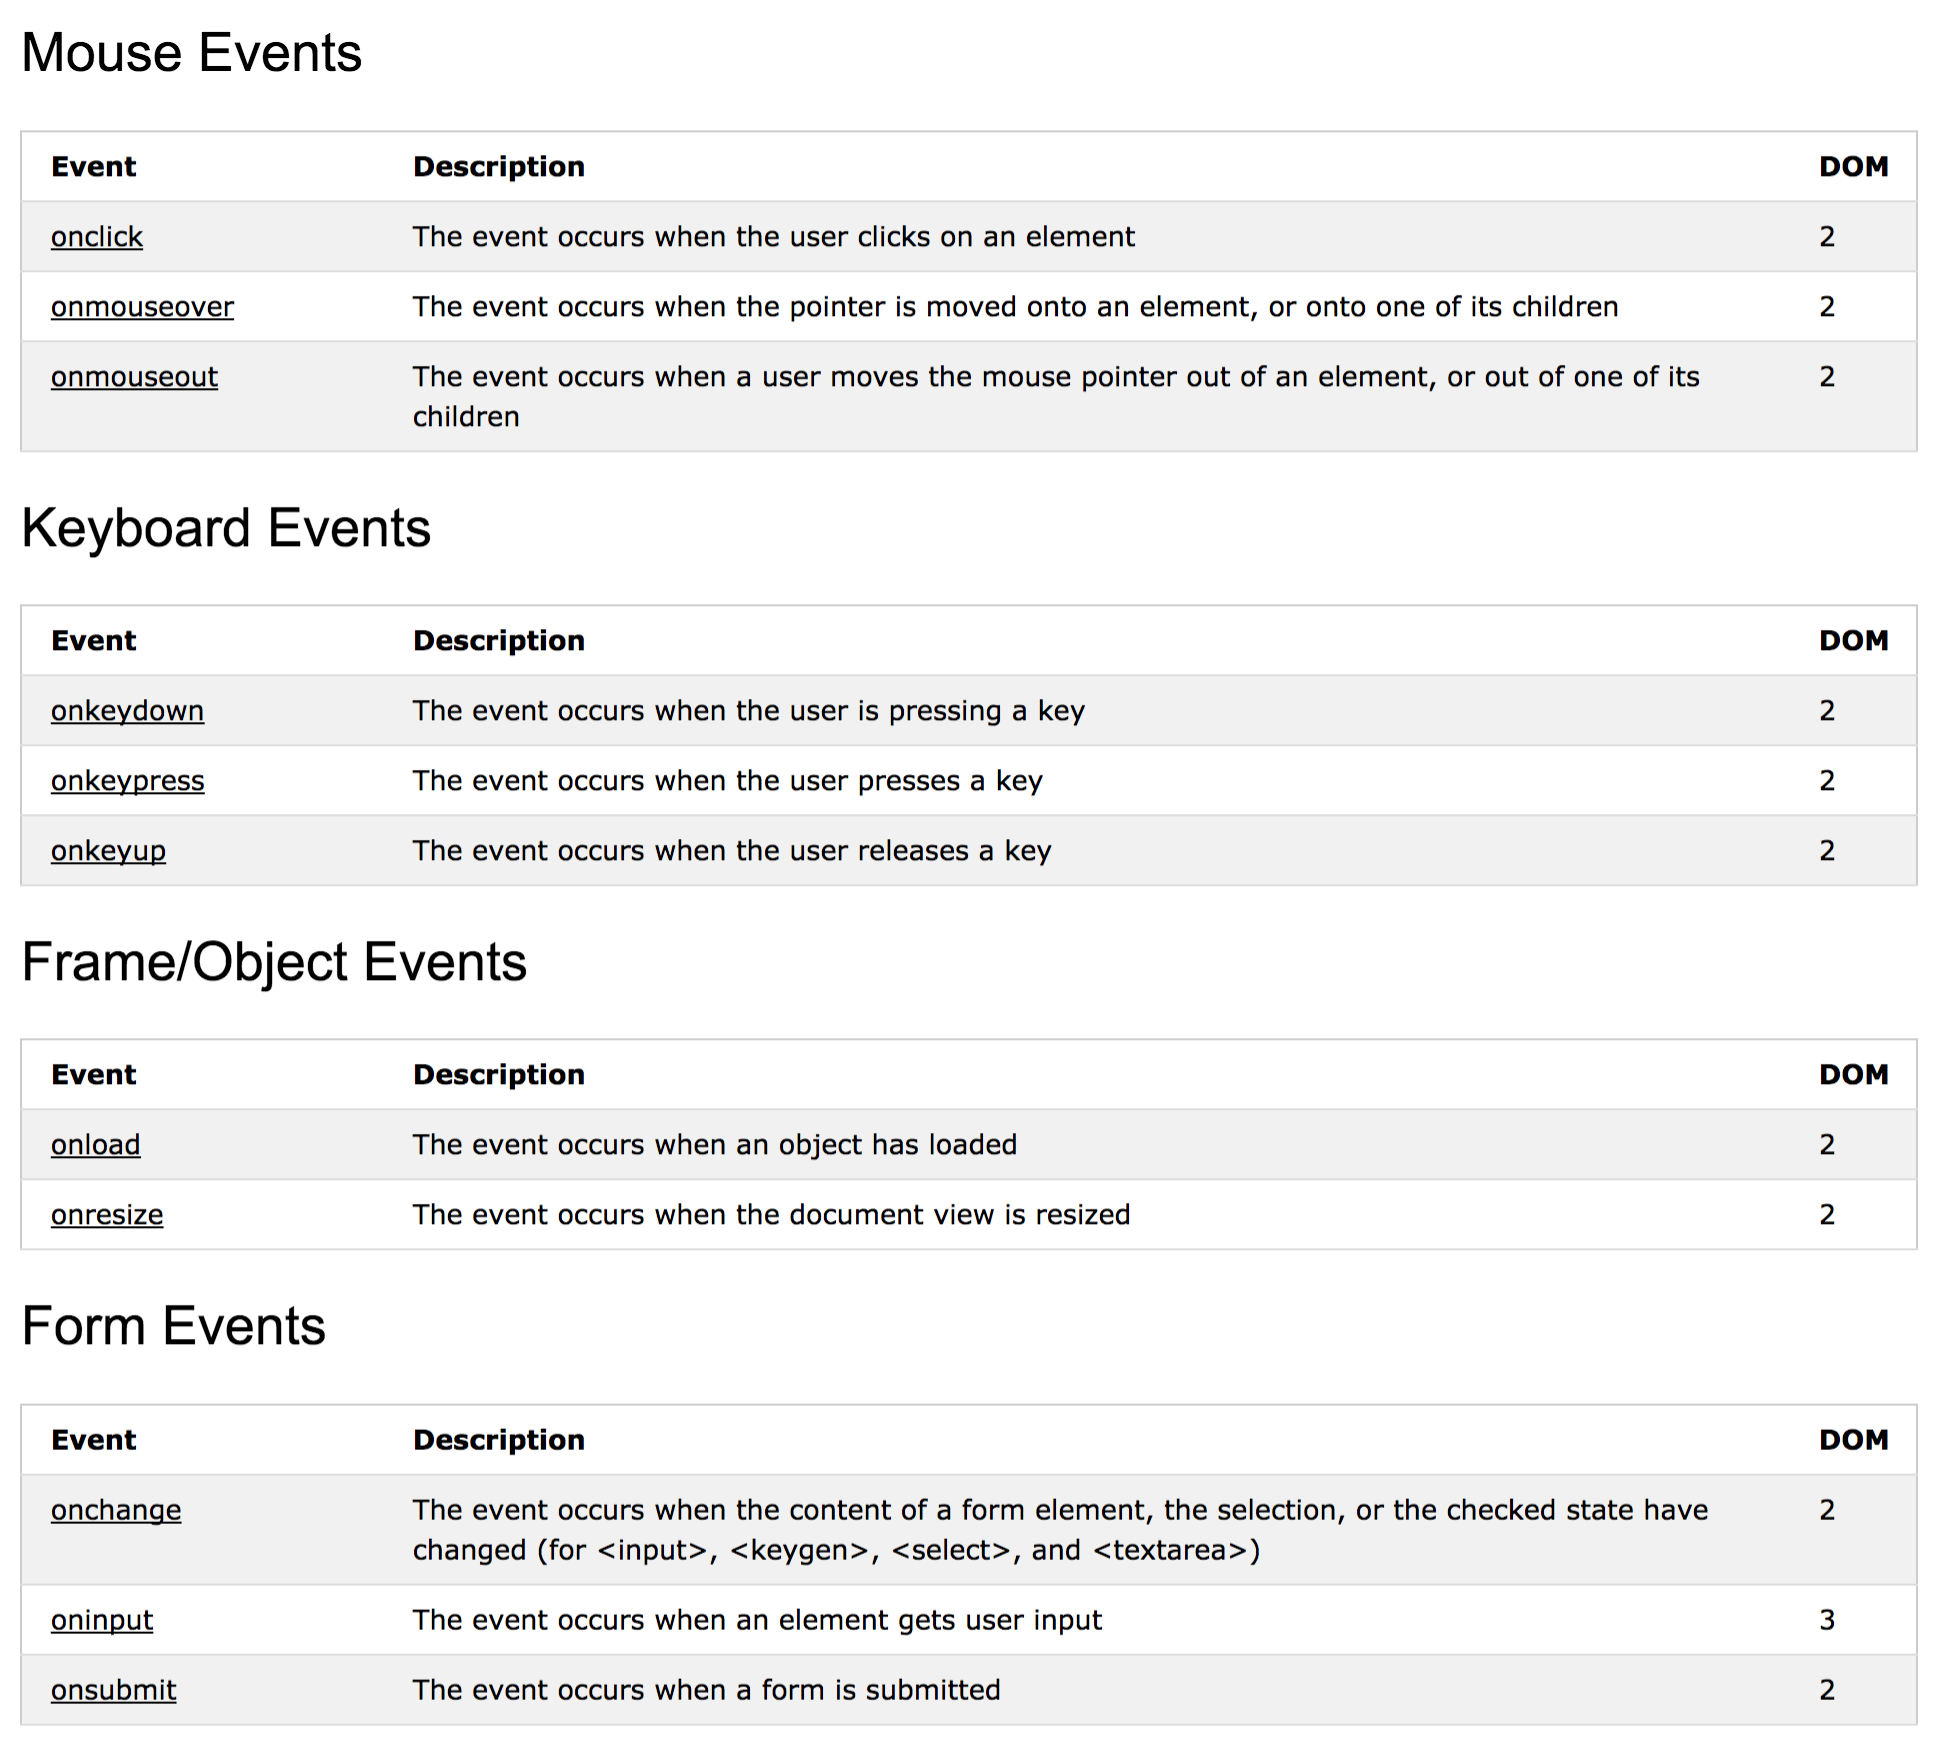 Mouse Events
Event Description DOM
onclick The event occurs when the user clicks on an element 2
onmouseover The event occurs when the pointer is moved onto an element, or onto one of its children 2
onmouseout The event occurs when a user moves the mouse pointer out of an element, or out of one of its 2
children
Keyboard Events
Event Description DOM
onkeydown The event occurs when the user is pressing a key 2
onkeypress The event occurs when the user presses a key 2
onkeyup The event occurs when the user releases a key 2
Frame/Object Events
Event Description DOM
onload The event occurs when an object has loaded 2
onresize The event occurs when the document view is resized 2
Form Events
Event Description DOM
onchange The event occurs when the content of a form element, the selection, or the checked state have 2
changed (for <input>, <keygen>, <select>, and <textarea>)
oninput The event occurs when an element gets user input 3
onsubmit The event occurs when a form is submitted 2